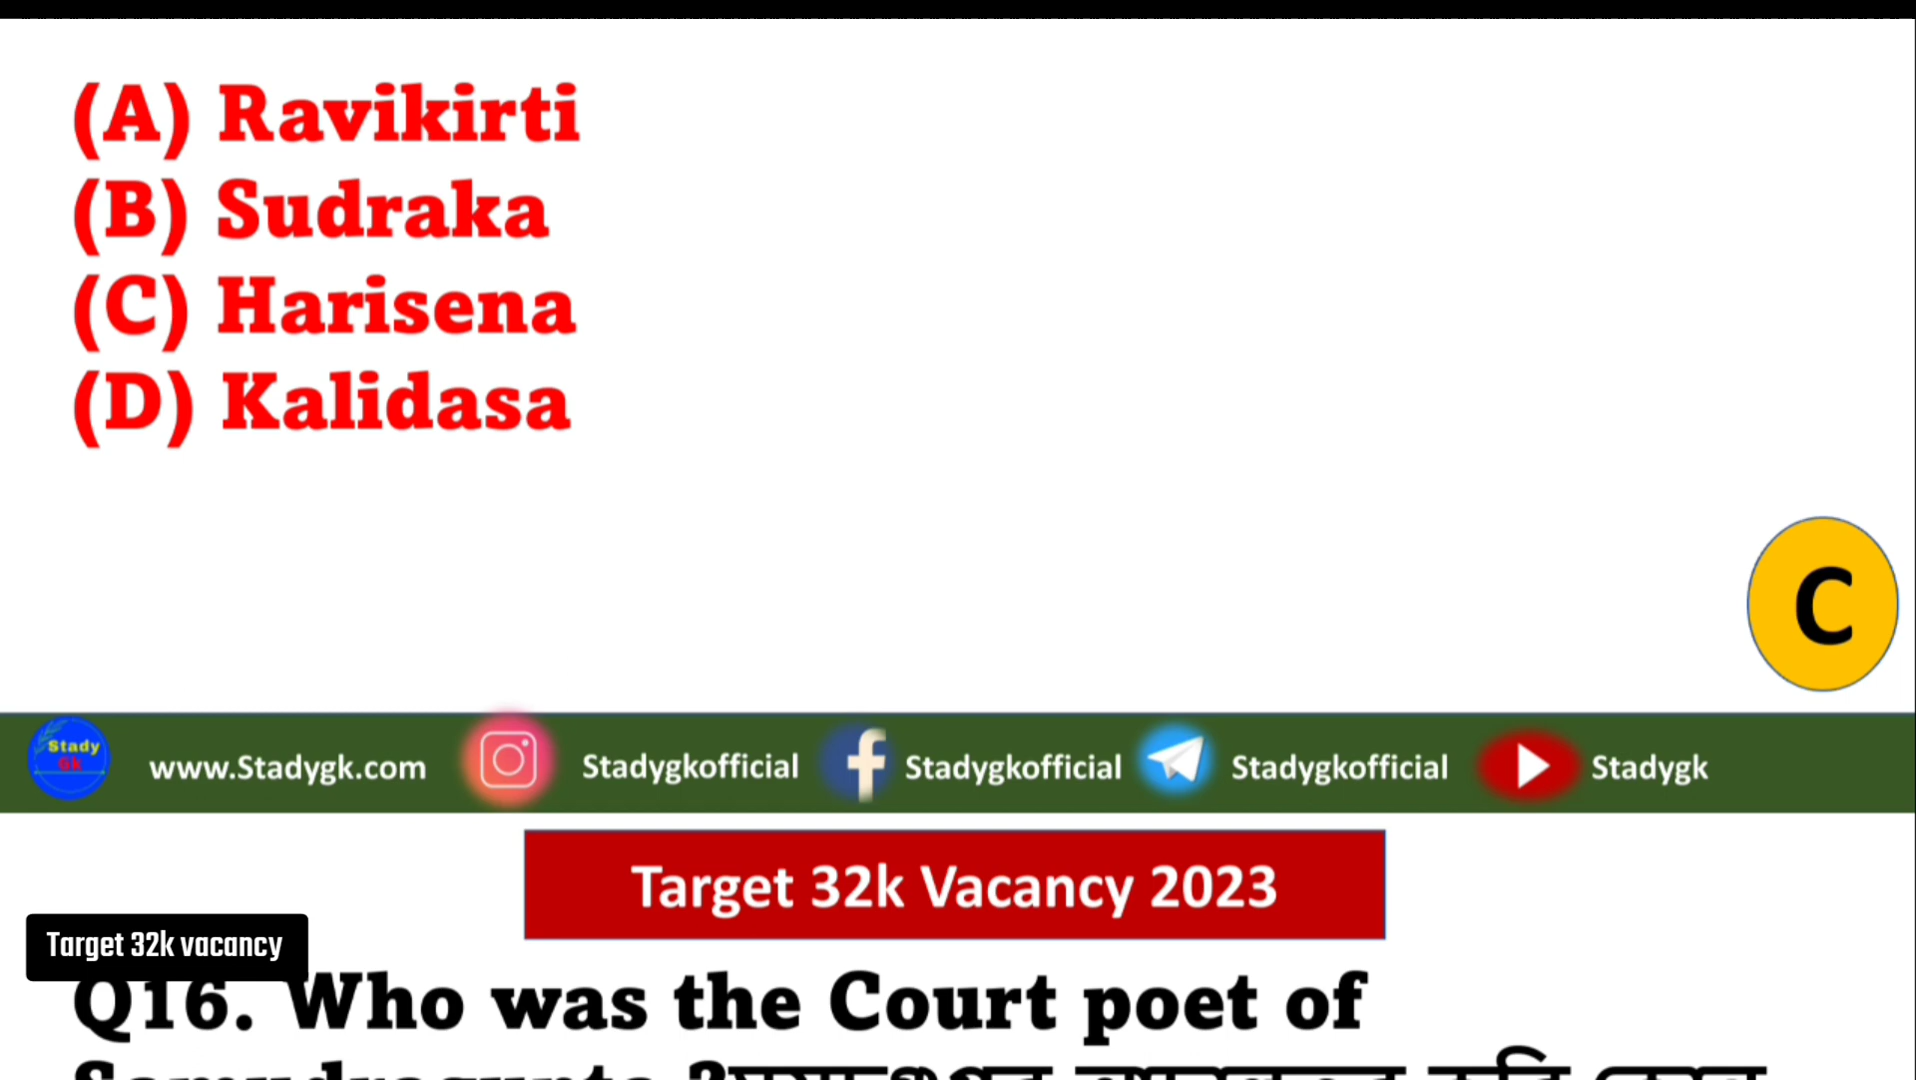 (A) Ravikirti
(B) Sudraka
(C) Harisena
(D) Kalidasa
C
Stady
Gk
www.Stadygk.com Stadygkofficial Stadygkofficial Stadygkofficial Stadygk
Target 32k Vacancy 2023
Target 32k vacancy
Q16. Who was the Court poet of